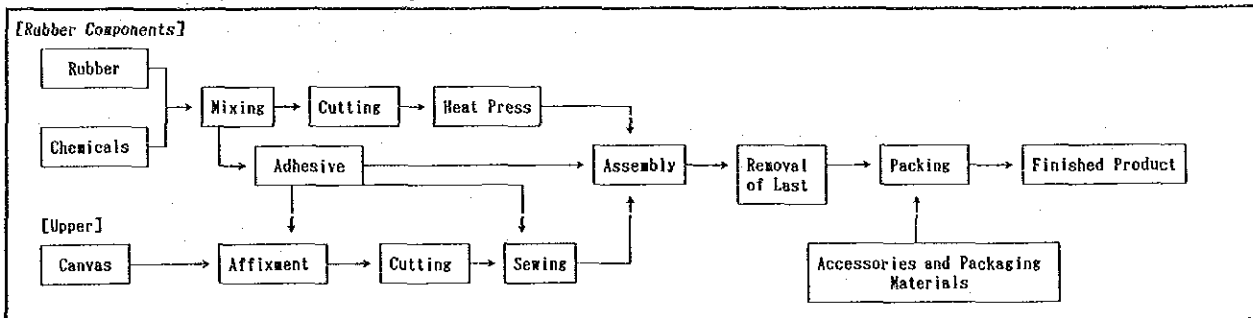 [Rubber Components]
Rubber
Chemicals
Mixing
Cutting
Heat Press
Adhesive
Assembly
Removal
of Last
Packing
Finished Product
[Upper]
Canvas
Affixment
Cutting
Sewing
Accessories and Packaging
Materials